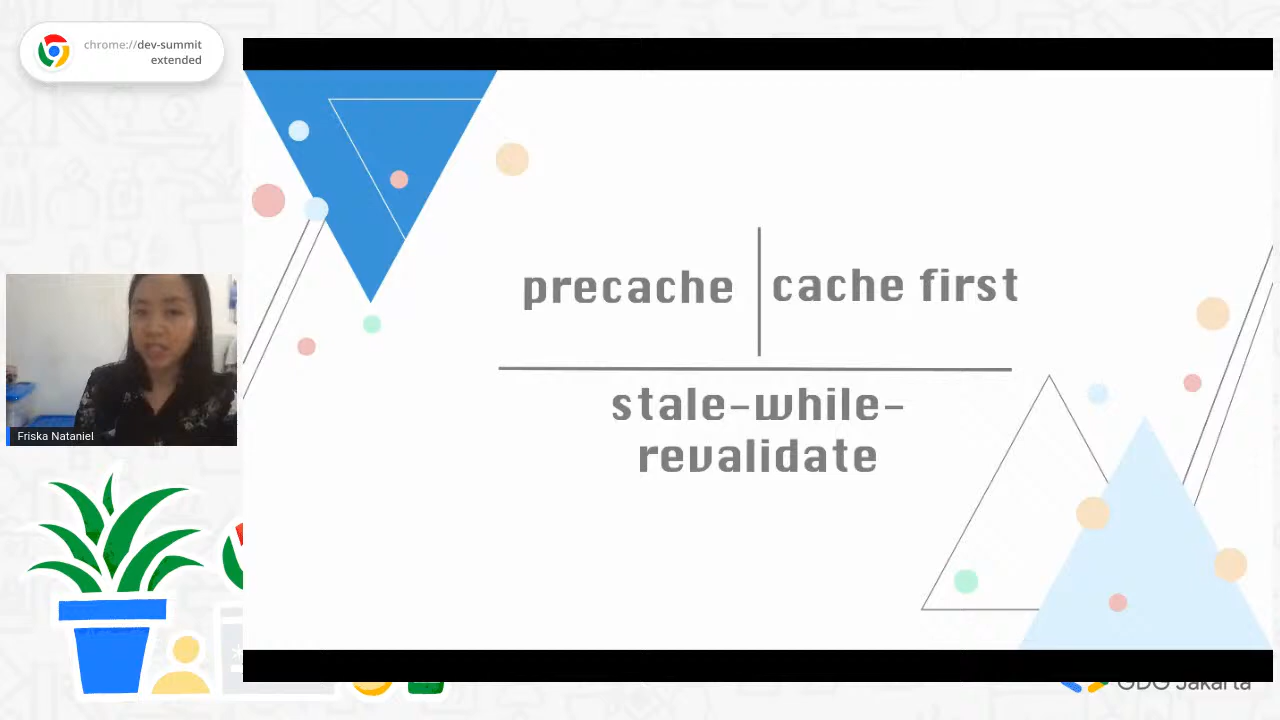 chrome://dev-summit
extended
precache
cache first
stale-while-
revalidate
Friska Nataniel
GDG Jakarta